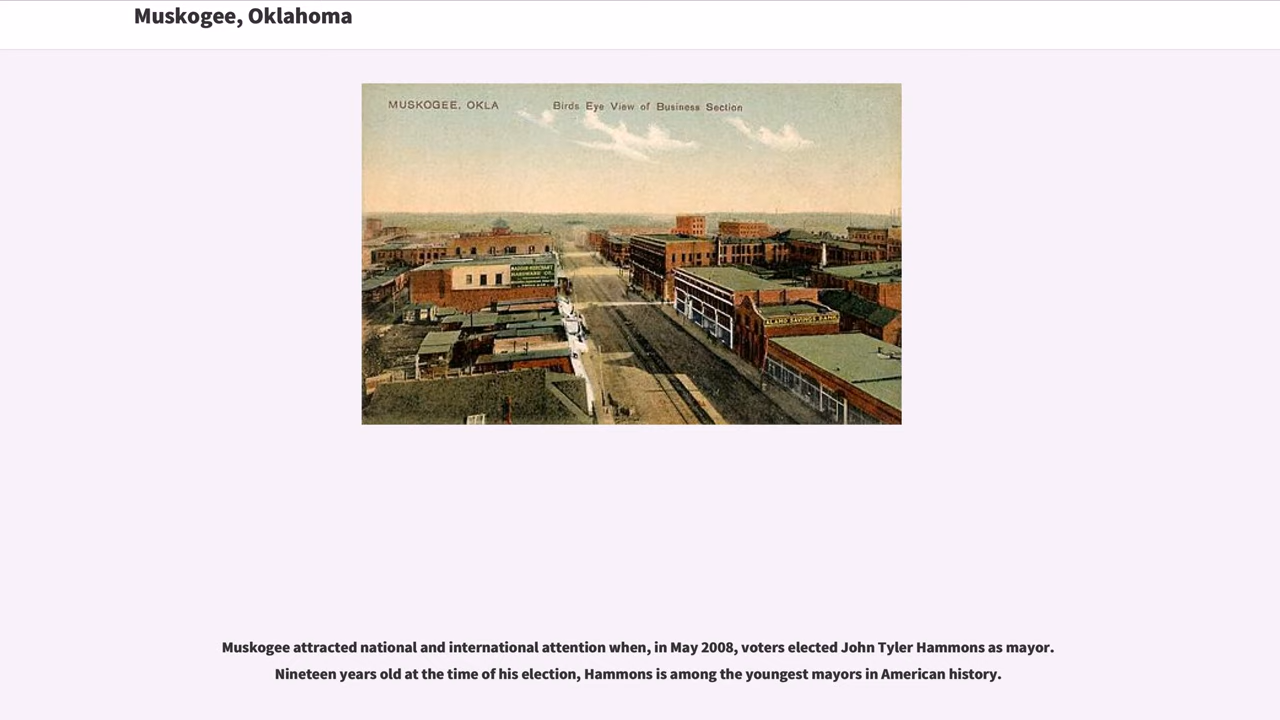 Muskogee, Oklahoma
MUSKOGEE, OKLA Birds Eye View of Business Section
HARDWARE CO.
SAVINGS BANK
Muskogee attracted national and international attention when, in May 2008, voters elected John Tyler Hammons as mayor.
Nineteen years old at the time of his election, Hammons is among the youngest mayors in American history.